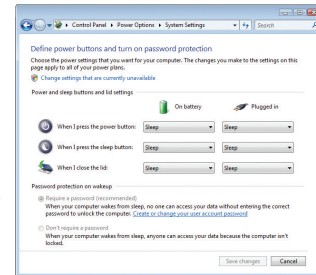 Control Panel ▸ Power Options ▸ System Settings
Search
Define power buttons and turn on password protection
Choose the power settings that you want for your computer. The changes you make to the settings on this
page apply to all of your power plans.
Change settings that are currently unavailable
Power and sleep buttons and lid settings
On battery
Plugged in
When I press the power button: Sleep Sleep
When I press the sleep button: Sleep Sleep
When I close the lid: Sleep Sleep
Password protection on wakeup
Require a password (recommended)
When your computer wakes from sleep, no one can access your data without entering the correct
password to unlock the computer. Create or change your user account password
Don't require a password
When your computer wakes from sleep, anyone can access your data because the computer isn't
locked.
Save changes Cancel